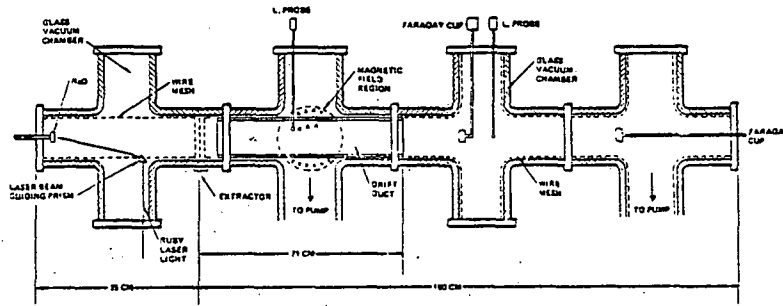 GLASS
VACUUM
CHAMBER
WIRE
MESH
L. PROBE
MAGNETIC
FIELD
REGION
FARADAY CUP
L. PROBE
GLASS
VACUUM
CHAMBER
FARADAY
CUP
LASER BEAM
GUIDING PRISM
RUBY
LASER
LIGHT
EXTRACTOR
TO PUMP
DRIFT
DUCT
WIRE
MESH
TO PUMP
71 CM
CM
CM